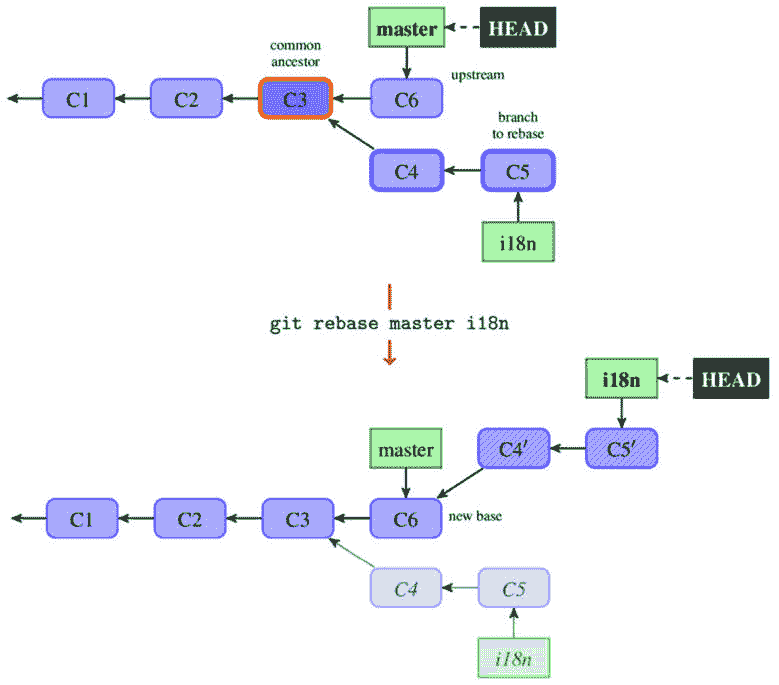 master HEAD
common
ancestor
upstream
C1 C2 C3 C6
branch
to rebase
C4 C5
i18n
git rebase master i18n
i18n HEAD
master C4′ C5′
C1 C2 C3 C6 new base
C4 C5
i18n